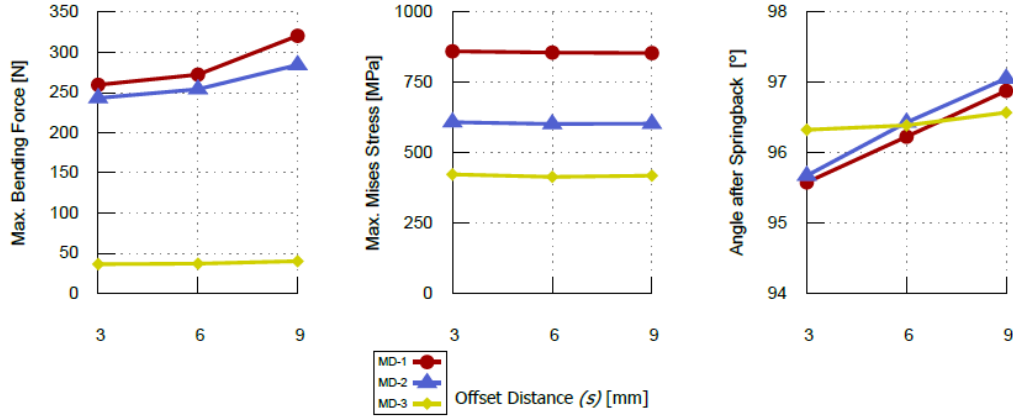 Max. Bending Force [N]
350
300
250
200
150
100
50
0
3 6 9
Max. Mises Stress [MPa]
1000
750
500
250
0
3 6 9
Angle after Springback [º]
98
97
96
95
94
3 6 9
MD-1
MD-2
MD-3
Offset Distance (s) [mm]